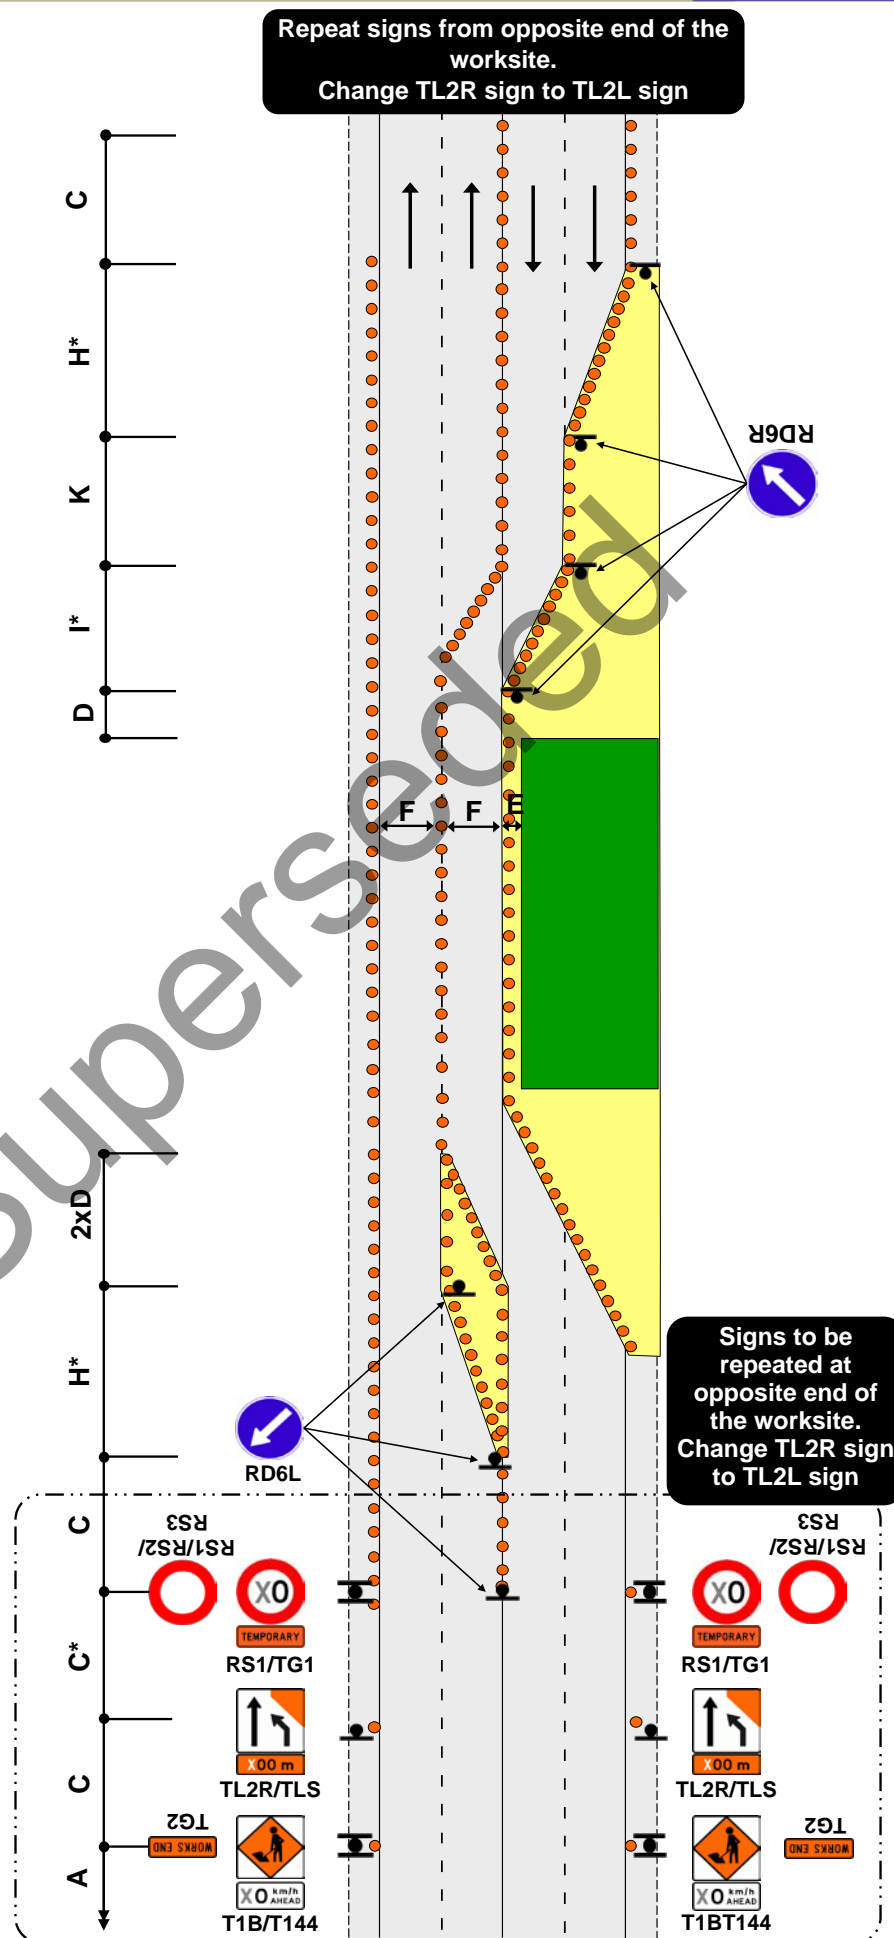 Repeat signs from opposite end of the
worksite.
Change TL2R sign to TL2L sign
C
H*
K
I*
D
RD6R
F
F
E
Superseded
2xD
H*
RD6L
Signs to be
repeated at
opposite end of
the worksite.
Change TL2R sign
to TL2L sign
C
RS1/RS2/
RS3
X0
TEMPORARY
RS1/TG1
RS1/RS2/
RS3
X0
TEMPORARY
RS1/TG1
C*
X00 m
TL2R/TLS
X00 m
TL2R/TLS
C
TG2
WORKS END
X0 km/h
AHEAD
T1B/T144
TG2
WORKS END
X0 km/h
AHEAD
T1BT144
A